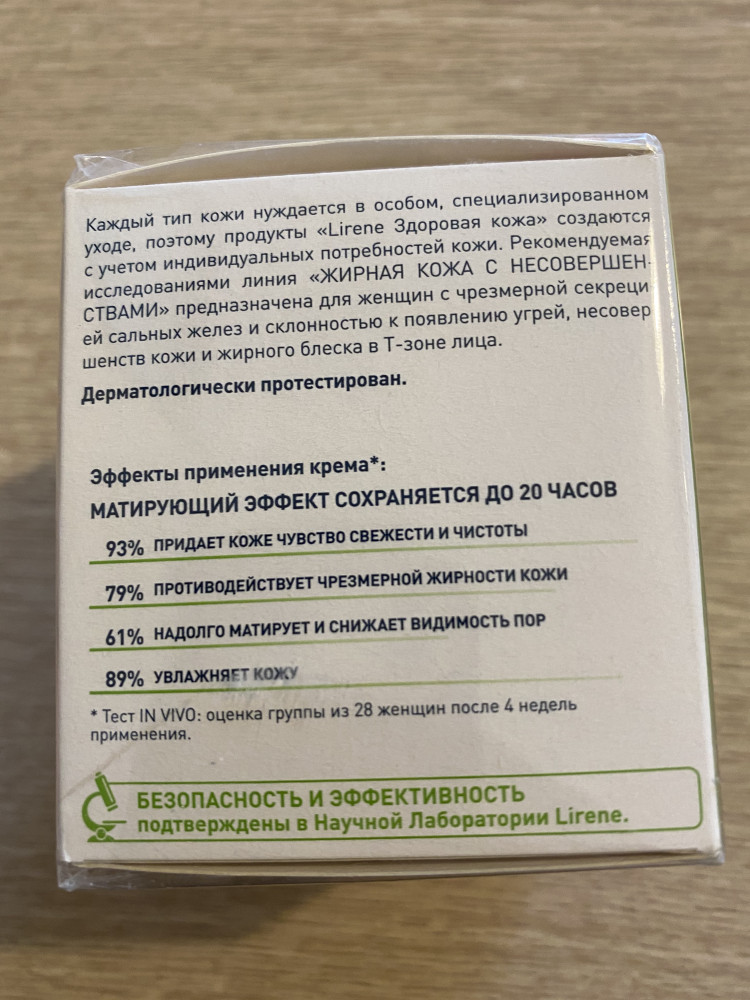 Каждый тип кожи нуждается в особом, специализированном
уходе, поэтому продукты «Lirene Здоровая кожа» создаются
с учетом индивидуальных потребностей кожи. Рекомендуемая
исследованиями линия «ЖИРНАЯ КОЖА С НЕСОВЕРШЕН-
СТВАМИ» предназначена для женщин с чрезмерной секреци
ей сальных желез и склонностью к появлению угрей, несовер
шенств кожи и жирного блеска в Т-зоне лица.
Дерматологически протестирован.
Эффекты применения крема*:
МАТИРУЮЩИЙ ЭФФЕКТ СОХРАНЯЕТСЯ ДО 20 ЧАСОВ
93% ПРИДАЕТ КОЖЕ ЧУВСТВО СВЕЖЕСТИ И ЧИСТОТЫ
79% ПРОТИВОДЕЙСТВУЕТ ЧРЕЗМЕРНОЙ ЖИРНОСТИ КОЖИ
61% НАДОЛГО МАТИРУЕТ И СНИЖАЕТ ВИДИМОСТЬ ПОР
89% УВЛАЖНЯЕТ КОЖУ
* Тест IN VIVO: оценка группы из 28 женщин после 4 недель
применения.
БЕЗОПАСНОСТЬ И ЭФФЕКТИВНОСТЬ
подтверждены в Научной Лаборатории Lirene.